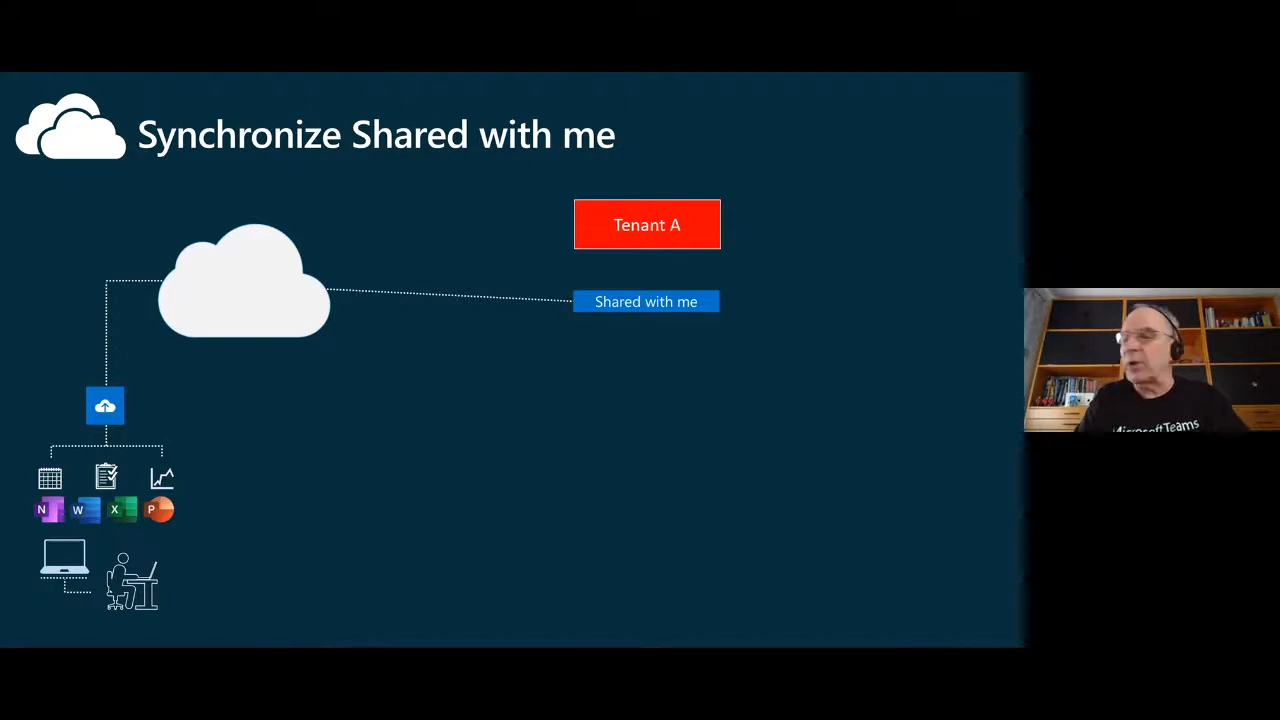 Synchronize Shared with me
Tenant A
Shared with me
N W X P
Microsoft Teams